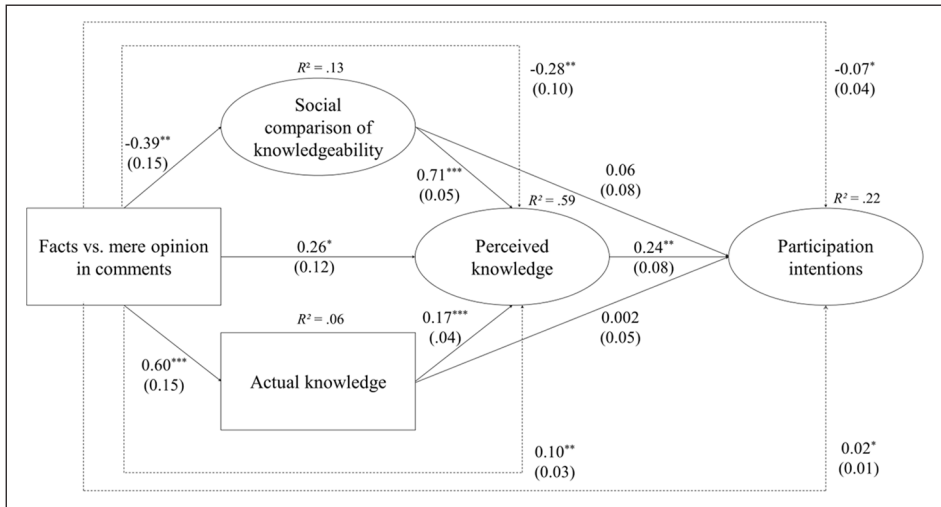 -0.28**
(0.10)
-0.07*
(0.04)
R² = .13
Social
comparison of
knowledgeability
-0.39**
(0.15)
0.71***
(0.05)
0.06
(0.08)
R² = .59
R² = .22
Facts vs. mere opinion
in comments
0.26*
(0.12)
Perceived
knowledge
0.24**
(0.08)
Participation
intentions
R² = .06
0.17***
(.04)
0.002
(0.05)
0.60***
(0.15)
Actual knowledge
0.10**
(0.03)
0.02*
(0.01)